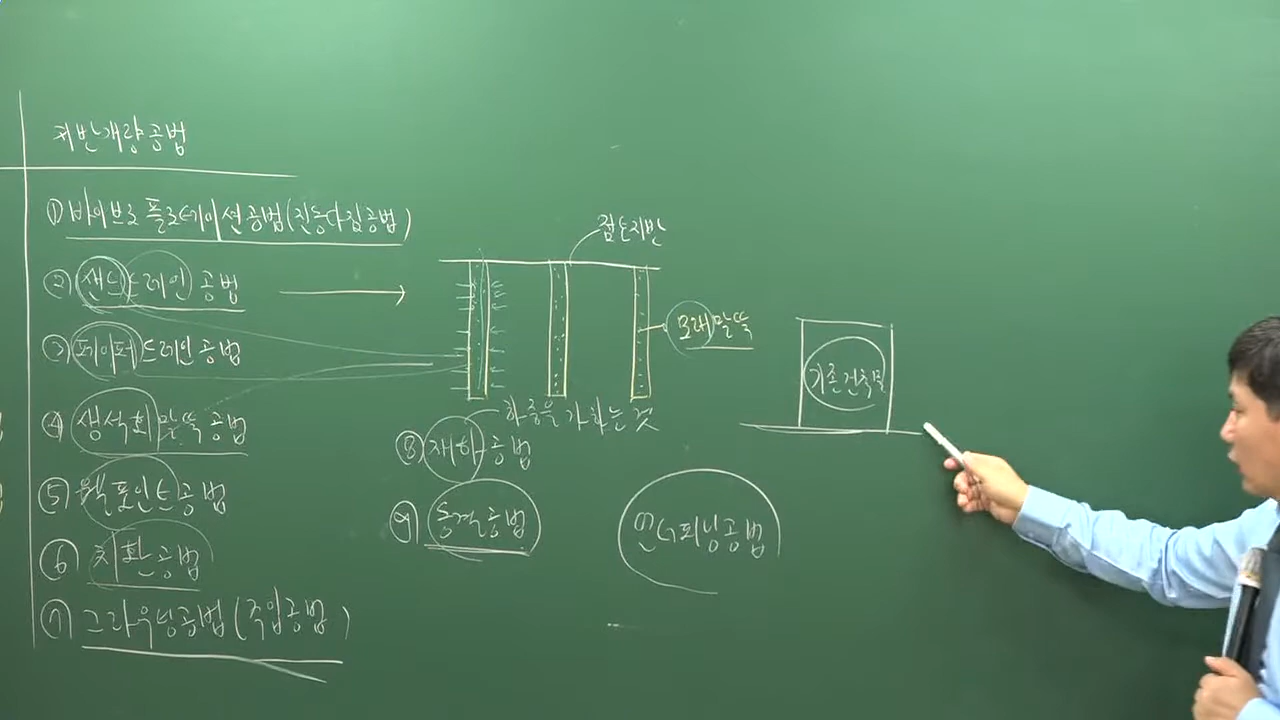 지반개량공법
① 바이브로 플로테이션공법(진동다짐공법)
② 샌드드레인 공법
③ 페이퍼드레인공법
④ 생석회말뚝공법
⑤ 웰포인트공법
⑥ 치환공법
⑦ 그라우팅공법(주입공법)
점토지반
모래말뚝
하중을 가하는 것
⑧ 재하공법
⑨ 동결공법
언더피닝공법
기존건축물